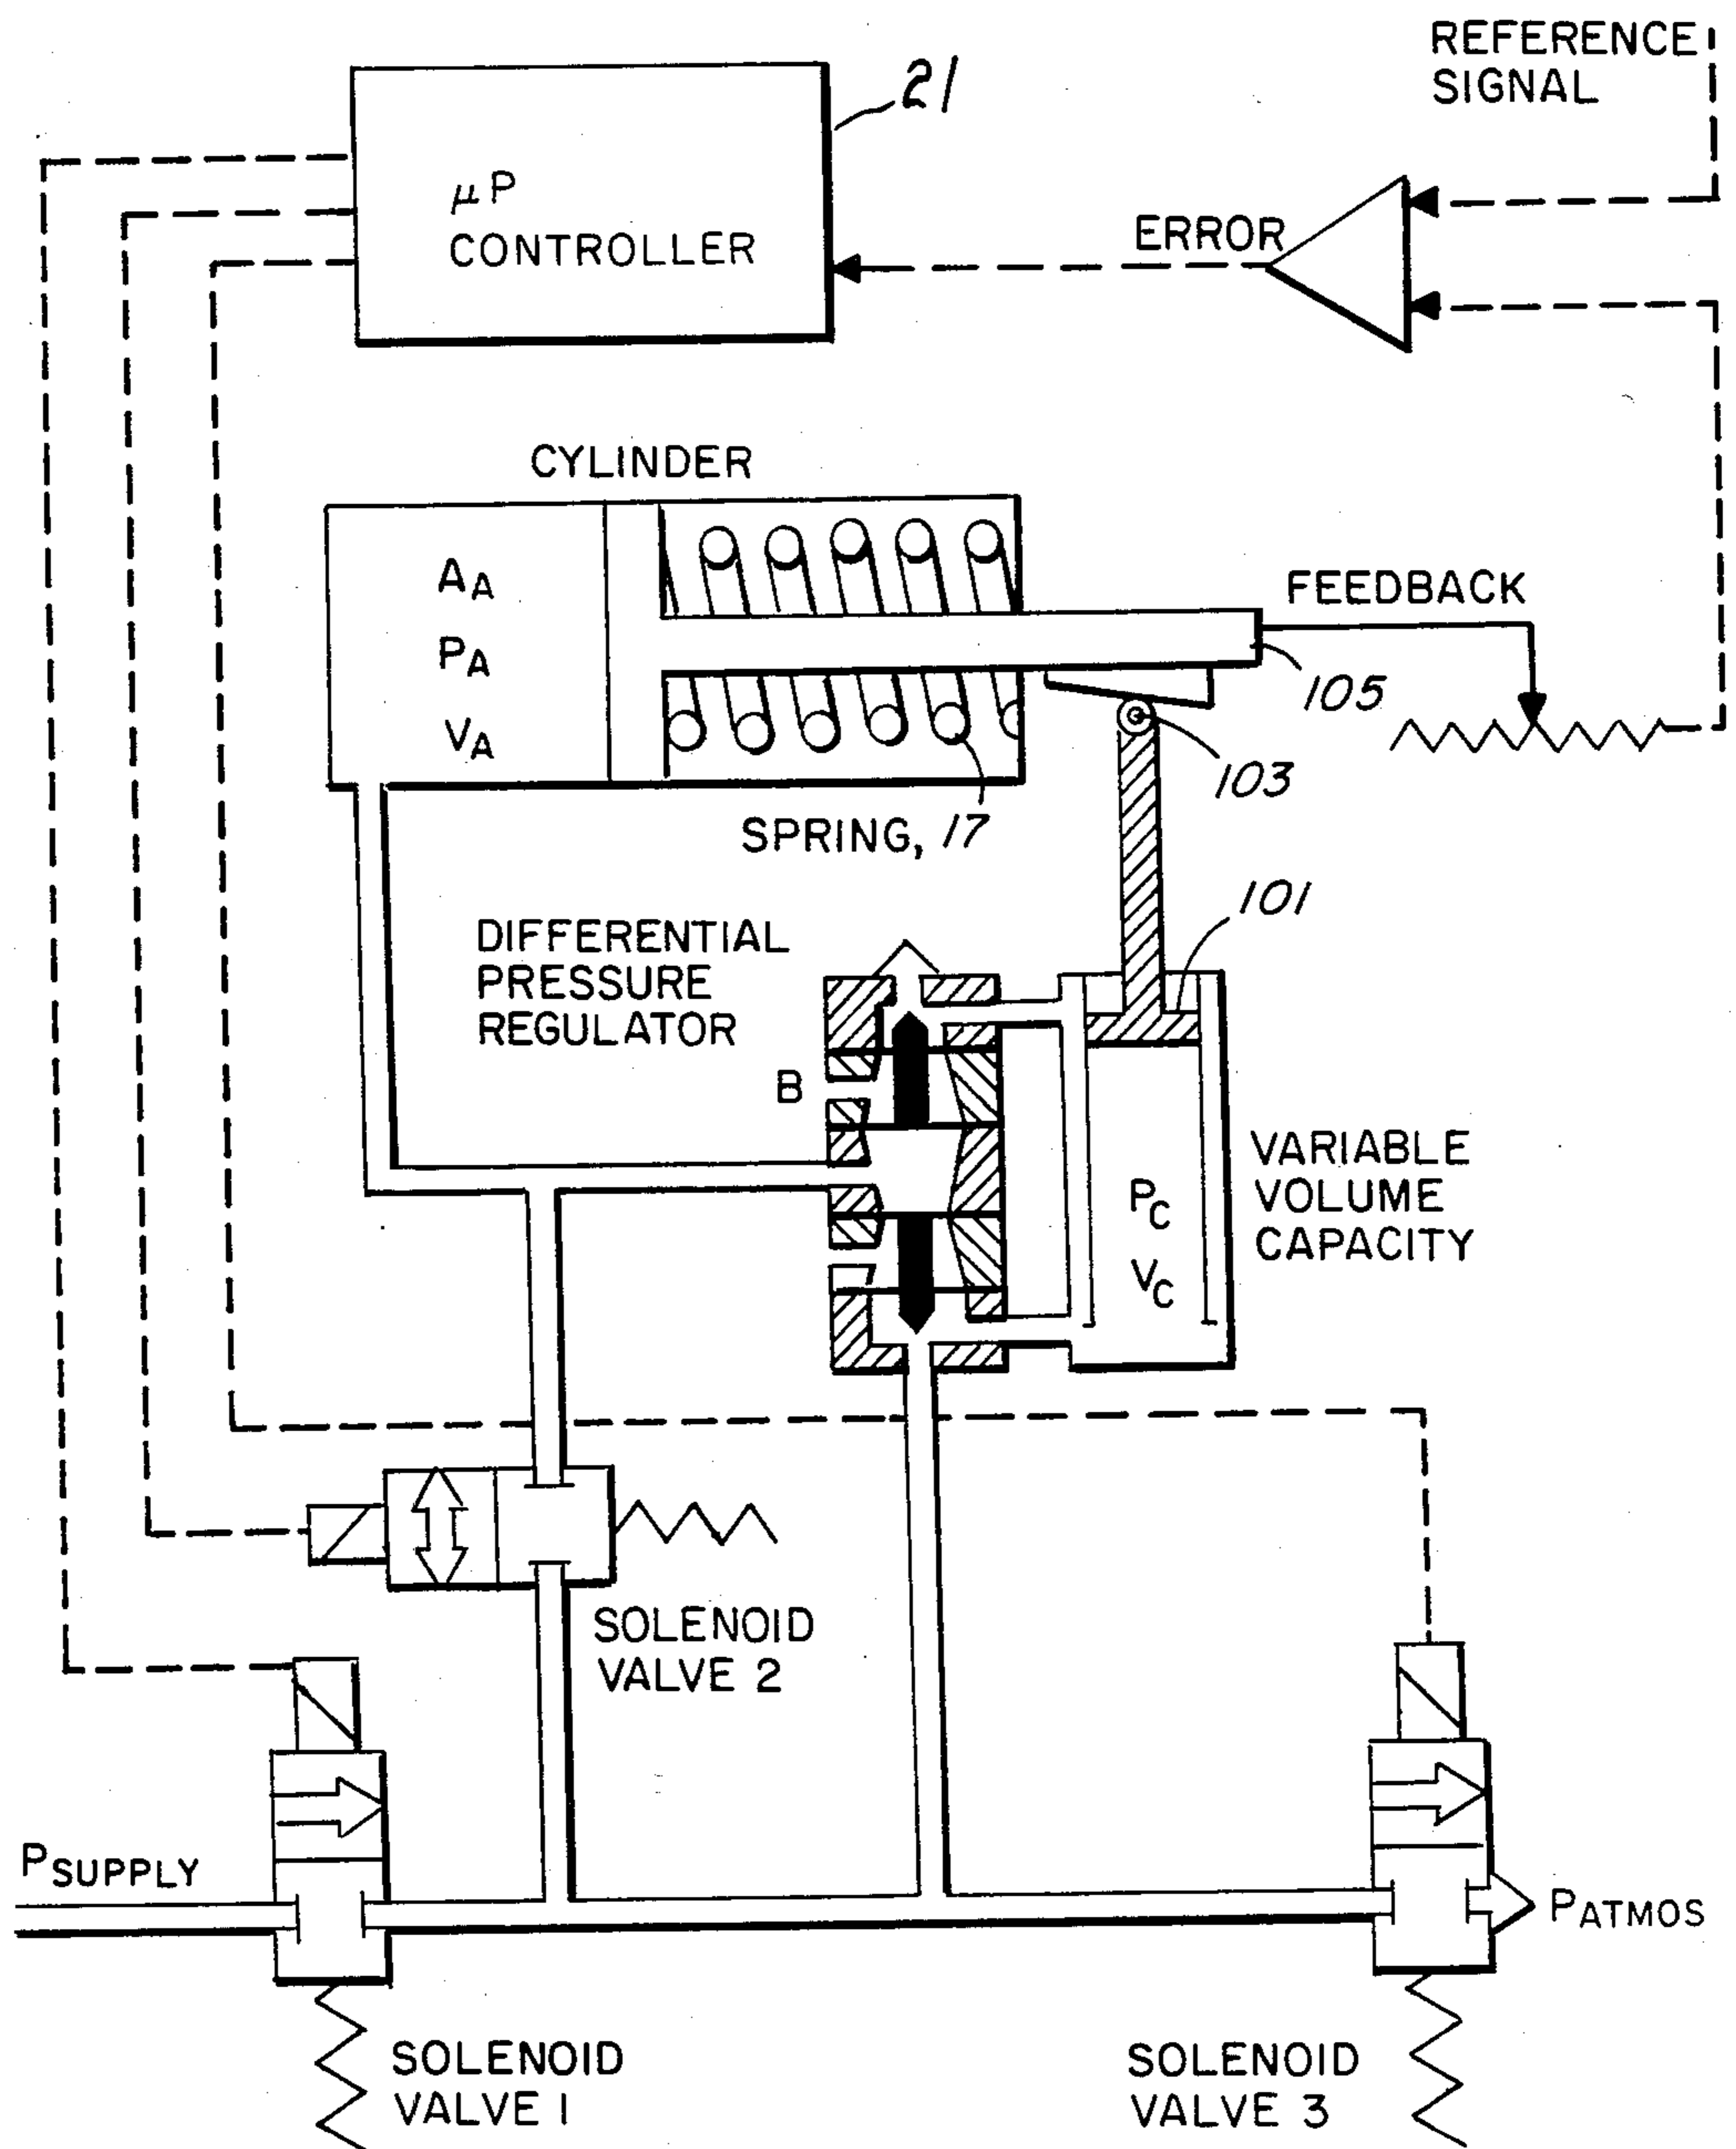 REFERENCE
SIGNAL
21
μP
CONTROLLER
ERROR
CYLINDER
AA
PA
VA
FEEDBACK
105
103
SPRING, 17
101
DIFFERENTIAL
PRESSURE
REGULATOR
B
VARIABLE
VOLUME
CAPACITY
PC
VC
SOLENOID
VALVE 2
PSUPPLY
PATMOS
SOLENOID
VALVE 1
SOLENOID
VALVE 3